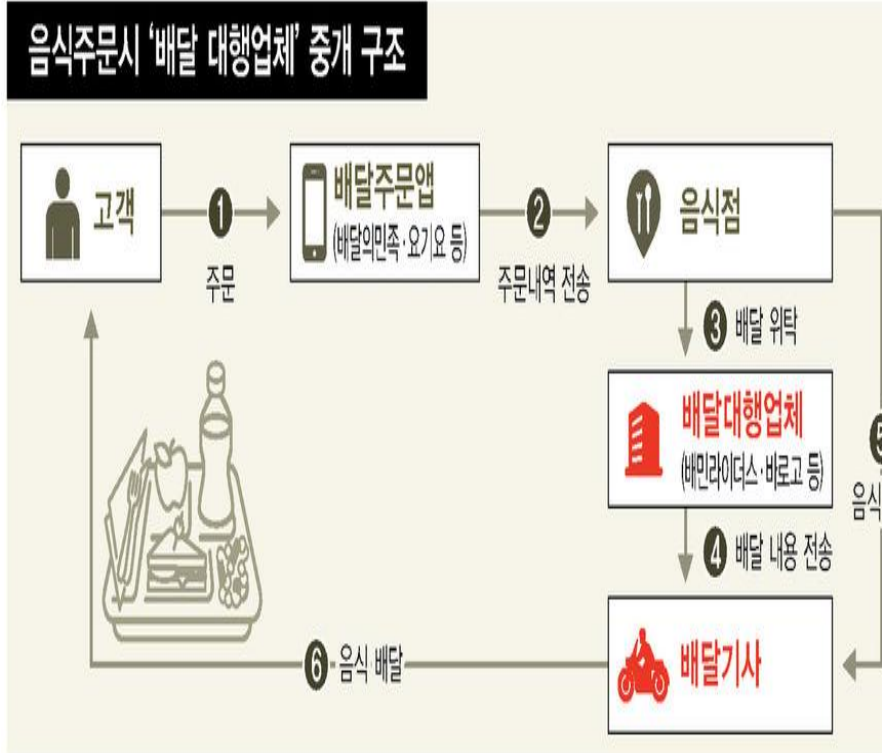 음식주문시 ‘배달 대행업체’ 중개 구조
고객
1
주문
배달주문앱
(배달의민족·요기요 등)
2
주문내역 전송
음식점
3 배달 위탁
배달대행업체
(배민라이더스·바로고 등)
4 배달 내용 전송
5
음식
배달기사
6 음식 배달